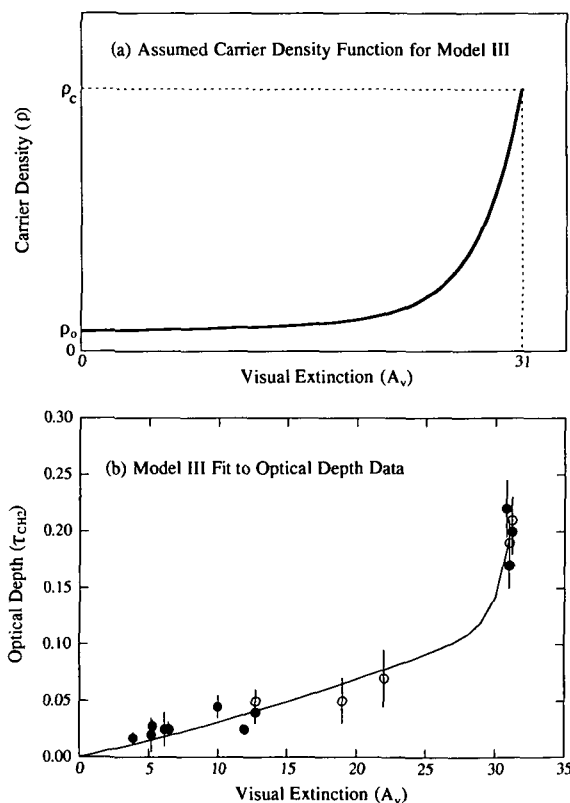 (a) Assumed Carrier Density Function for Model III
ρc
Carrier Density (ρ)
ρo
0
0
31
Visual Extinction (Av)
0.30
(b) Model III Fit to Optical Depth Data
0.25
0.20
Optical Depth (τCH2)
0.15
0.10
0.05
0.00
0 5 10 15 20 25 30 35
Visual Extinction (Av)